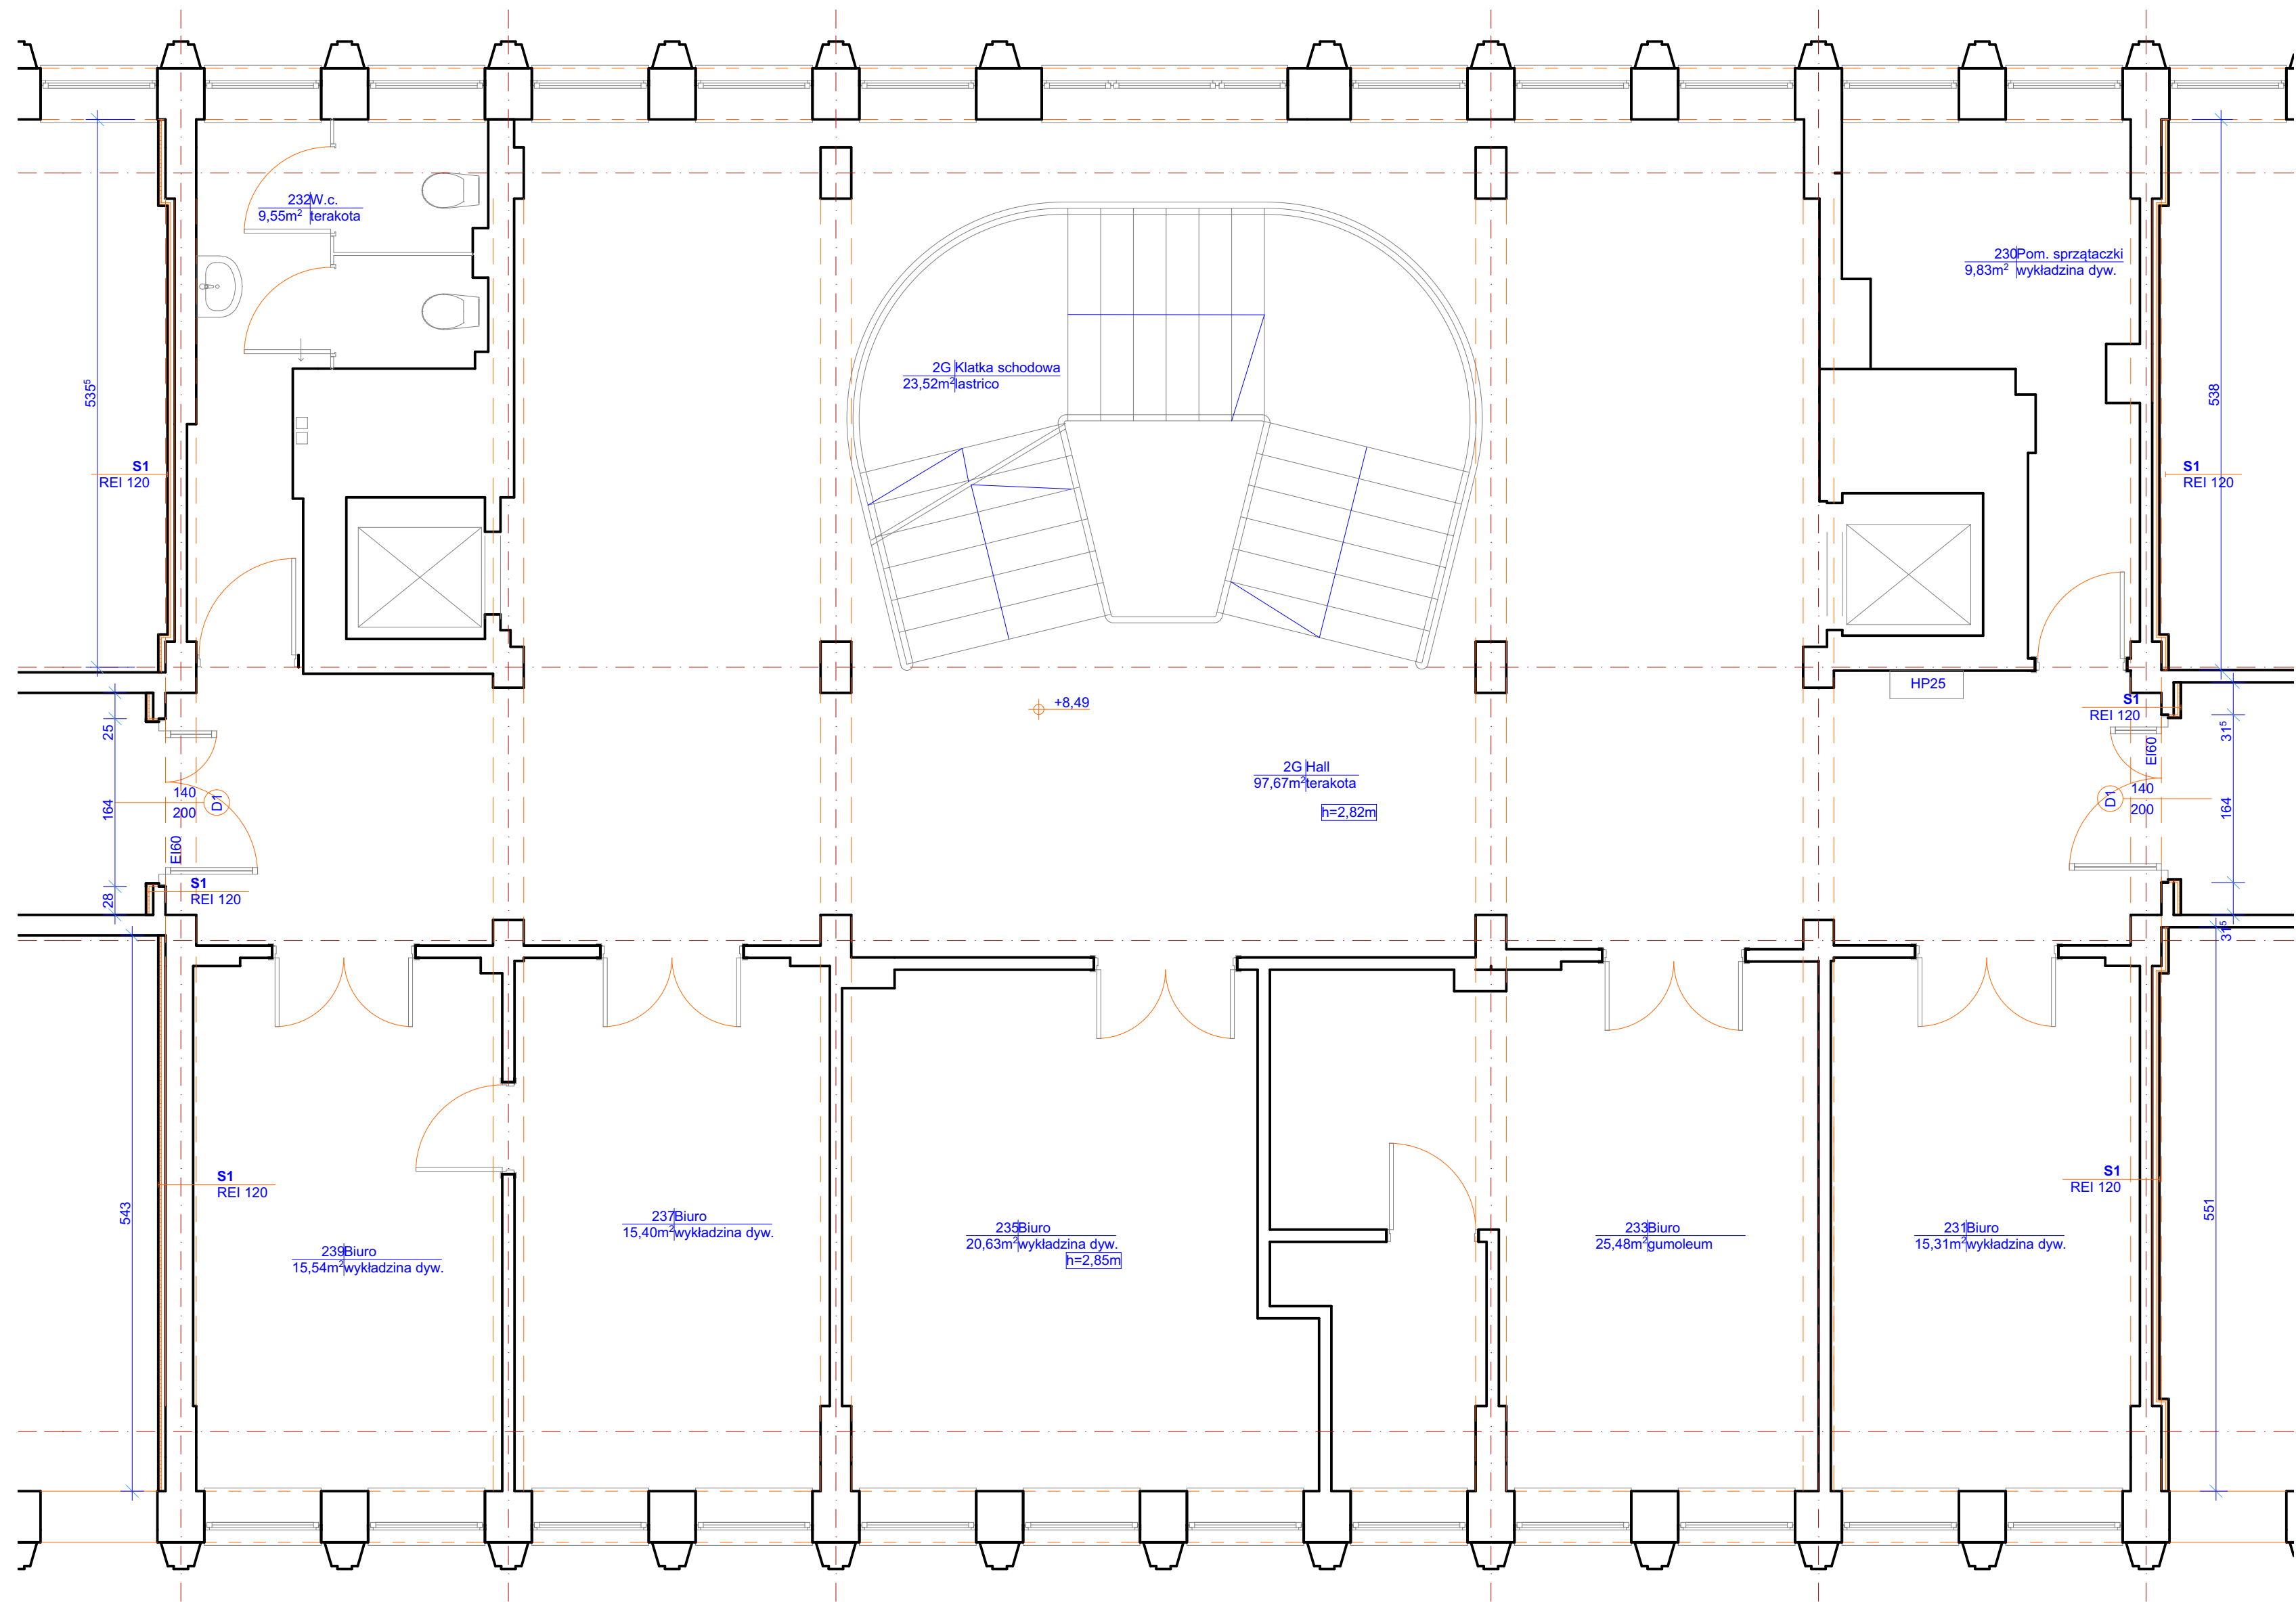 232 W.c.
9,55m² terakota
230 Pom. sprzątaczki
9,83m² wykładzina dyw.
2G Klatka schodowa
23,52m² lastrico
535⁵
538
S1
REI 120
S1
REI 120
HP25
+8,49
S1
REI 120
25
31⁵
EI60
2G Hall
97,67m² terakota
h=2,82m
140
200
D1
164
EI60
D1
140
200
164
S1
REI 120
28
31⁵
S1
REI 120
S1
REI 120
543
551
237 Biuro
15,40m² wykładzina dyw.
235 Biuro
20,63m² wykładzina dyw.
h=2,85m
233 Biuro
25,48m² gumoleum
231 Biuro
15,31m² wykładzina dyw.
239 Biuro
15,54m² wykładzina dyw.